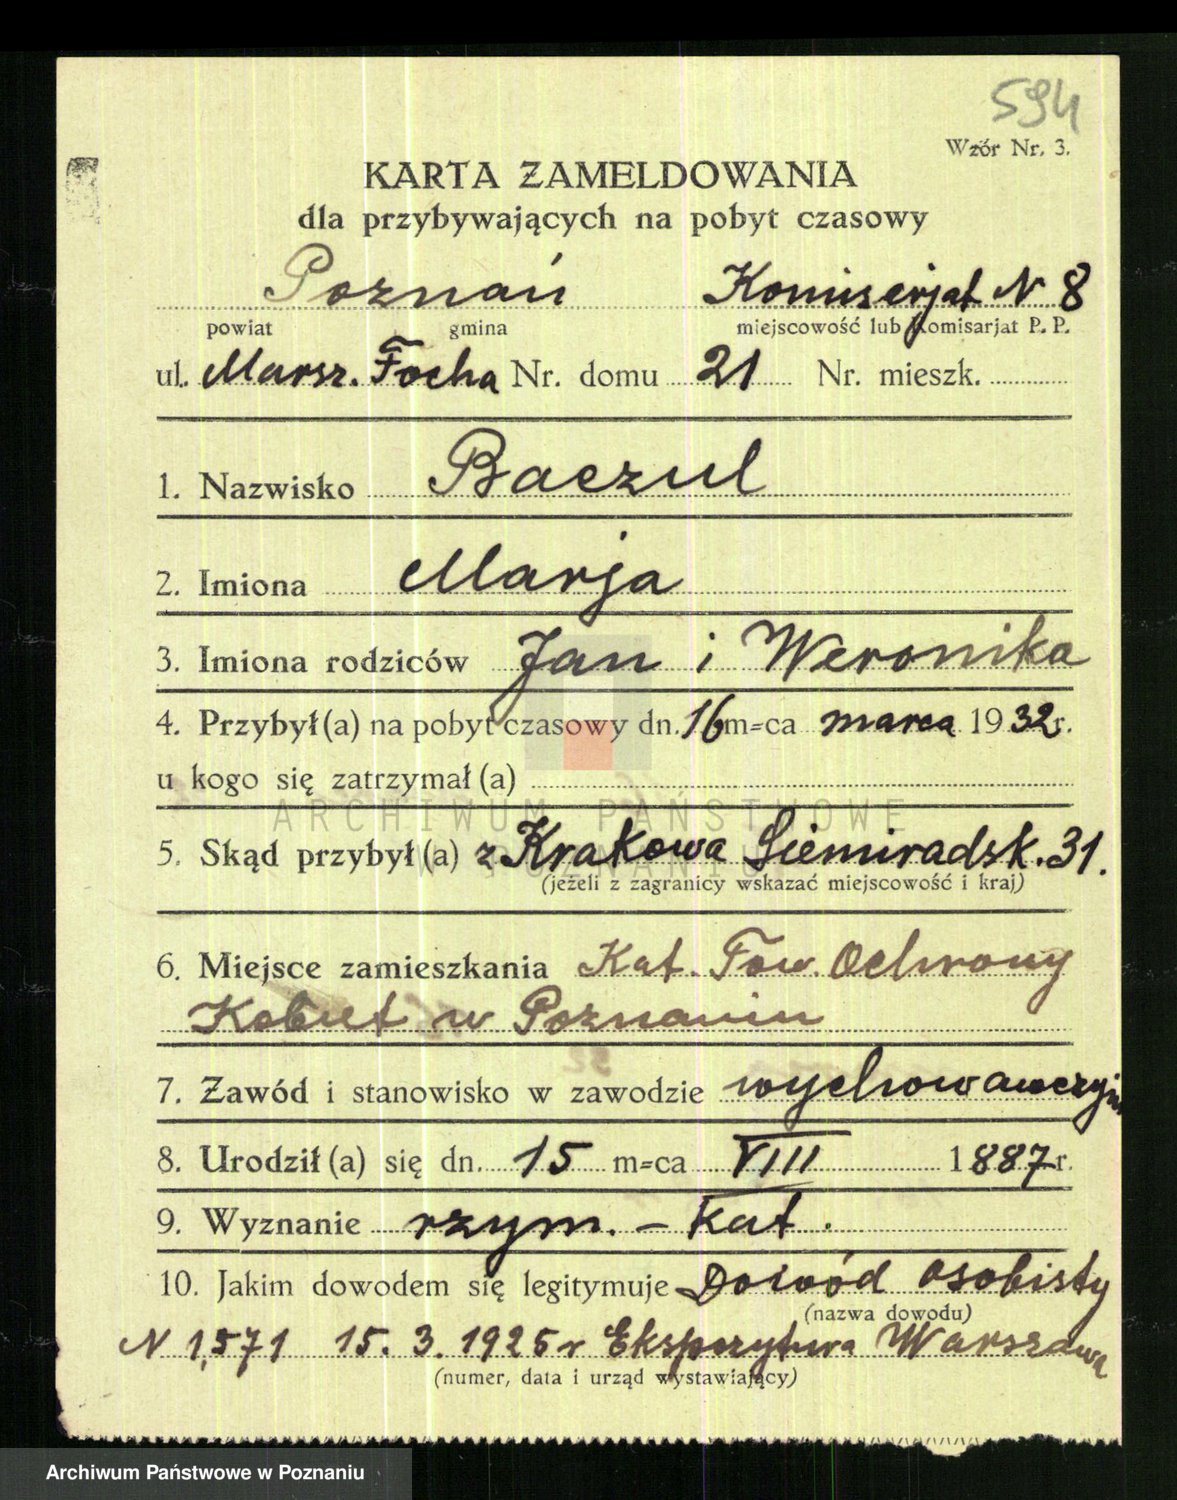 594
Wzór Nr. 3.
KARTA ZAMELDOWANIA
dla przybywających na pobyt czasowy
Poznań Komiserjat N 8
powiat gmina miejscowość lub Komisarjat P. P.
ul. Marsz. Focha Nr. domu 21 Nr. mieszk.
1. Nazwisko Baczul
2. Imiona Marja
3. Imiona rodziców Jan i Weronika
4. Przybył(a) na pobyt czasowy dn. 16 m-ca marca 1932 r.
u kogo się zatrzymał(a)
ARCHIWUM PAŃSTWOWE
W POZNANIU
5. Skąd przybył(a) z Krakowa Siemiradsk. 31.
(jeżeli z zagranicy wskazać miejscowość i kraj)
6. Miejsce zamieszkania Kat. Tow. Ochrony
Kobiet w Poznaniu
7. Zawód i stanowisko w zawodzie
8. Urodził(a) się dn. 15 m-ca VIII 1887 r.
9. Wyznanie rzym. - kat.
10. Jakim dowodem się legitymuje Dowód osobisty
(nazwa dowodu)
N 1,571 15. 3. 1926 r Ekspozytura Warszawa
(numer, data i urząd wystawiający)
Archiwum Państwowe w Poznaniu